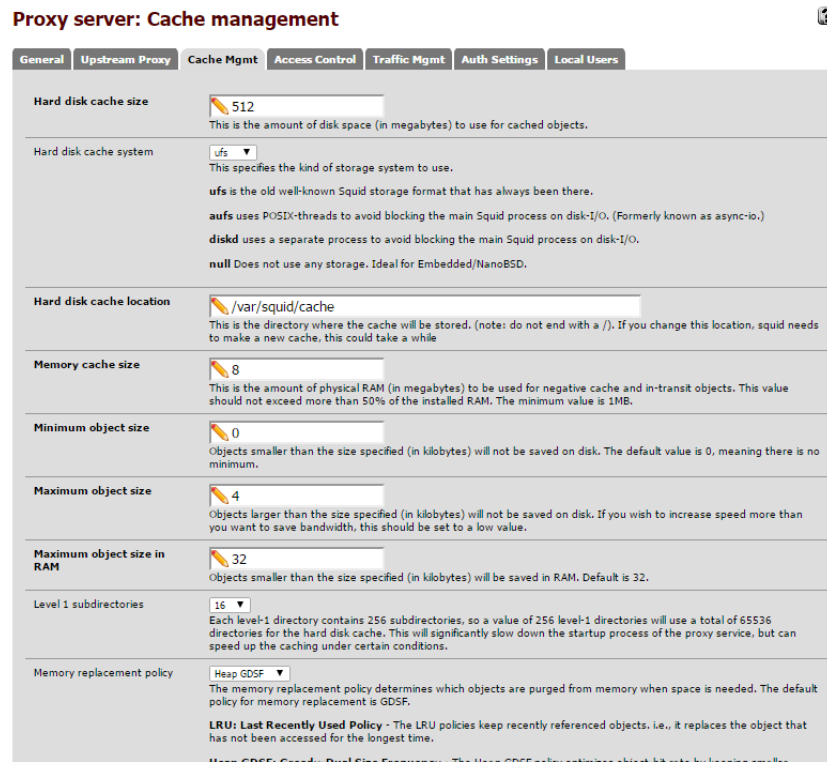 Proxy server: Cache management
General
Upstream Proxy
Cache Mgmt
Access Control
Traffic Mgmt
Auth Settings
Local Users
Hard disk cache size
512
This is the amount of disk space (in megabytes) to use for cached objects.
Hard disk cache system
ufs
This specifies the kind of storage system to use.
ufs is the old well-known Squid storage format that has always been there.
aufs uses POSIX-threads to avoid blocking the main Squid process on disk-I/O. (Formerly known as async-io.)
diskd uses a separate process to avoid blocking the main Squid process on disk-I/O.
null Does not use any storage. Ideal for Embedded/NanoBSD.
Hard disk cache location
/var/squid/cache
This is the directory where the cache will be stored. (note: do not end with a /). If you change this location, squid needs
to make a new cache, this could take a while
Memory cache size
8
This is the amount of physical RAM (in megabytes) to be used for negative cache and in-transit objects. This value
should not exceed more than 50% of the installed RAM. The minimum value is 1MB.
Minimum object size
0
Objects smaller than the size specified (in kilobytes) will not be saved on disk. The default value is 0, meaning there is no
minimum.
Maximum object size
4
Objects larger than the size specified (in kilobytes) will not be saved on disk. If you wish to increase speed more than
you want to save bandwidth, this should be set to a low value.
Maximum object size in
RAM
32
Objects smaller than the size specified (in kilobytes) will be saved in RAM. Default is 32.
Level 1 subdirectories
16
Each level-1 directory contains 256 subdirectories, so a value of 256 level-1 directories will use a total of 65536
directories for the hard disk cache. This will significantly slow down the startup process of the proxy service, but can
speed up the caching under certain conditions.
Memory replacement policy
Heap GDSF
The memory replacement policy determines which objects are purged from memory when space is needed. The default
policy for memory replacement is GDSF.
LRU: Last Recently Used Policy - The LRU policies keep recently referenced objects. i.e., it replaces the object that
has not been accessed for the longest time.
Heap GDSF: Greedy-Dual Size Frequency - The Heap GDSF policy optimizes object-hit rate by keeping smaller